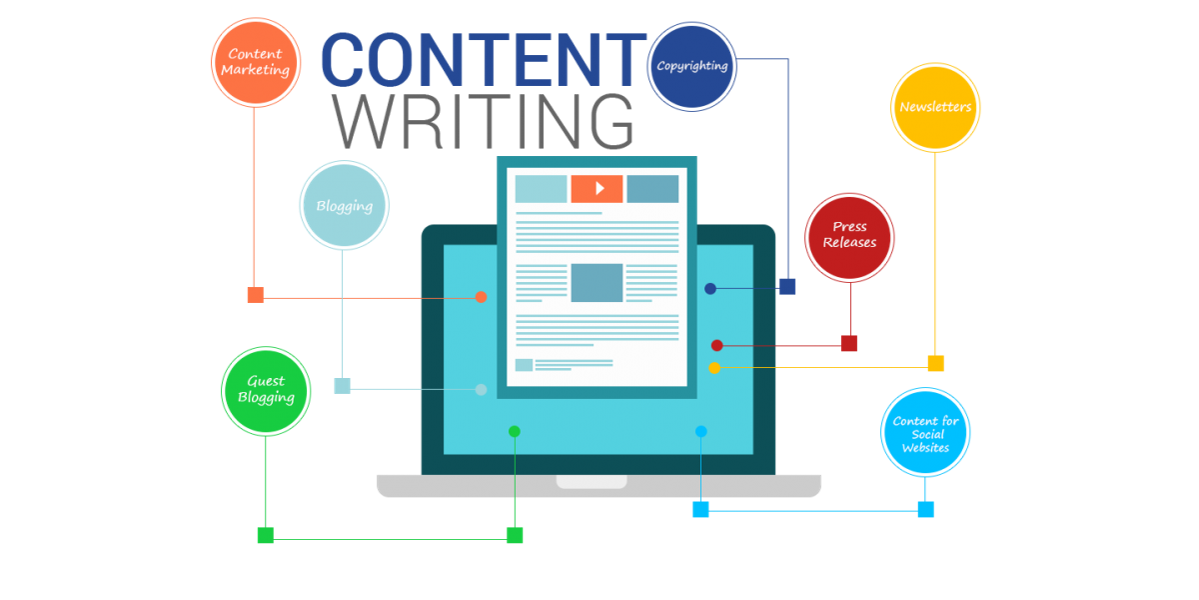 CONTENT
WRITING
Content
Marketing
Copyrighting
Newsletters
Blogging
Press
Releases
Guest
Blogging
Content for
Social
Websites